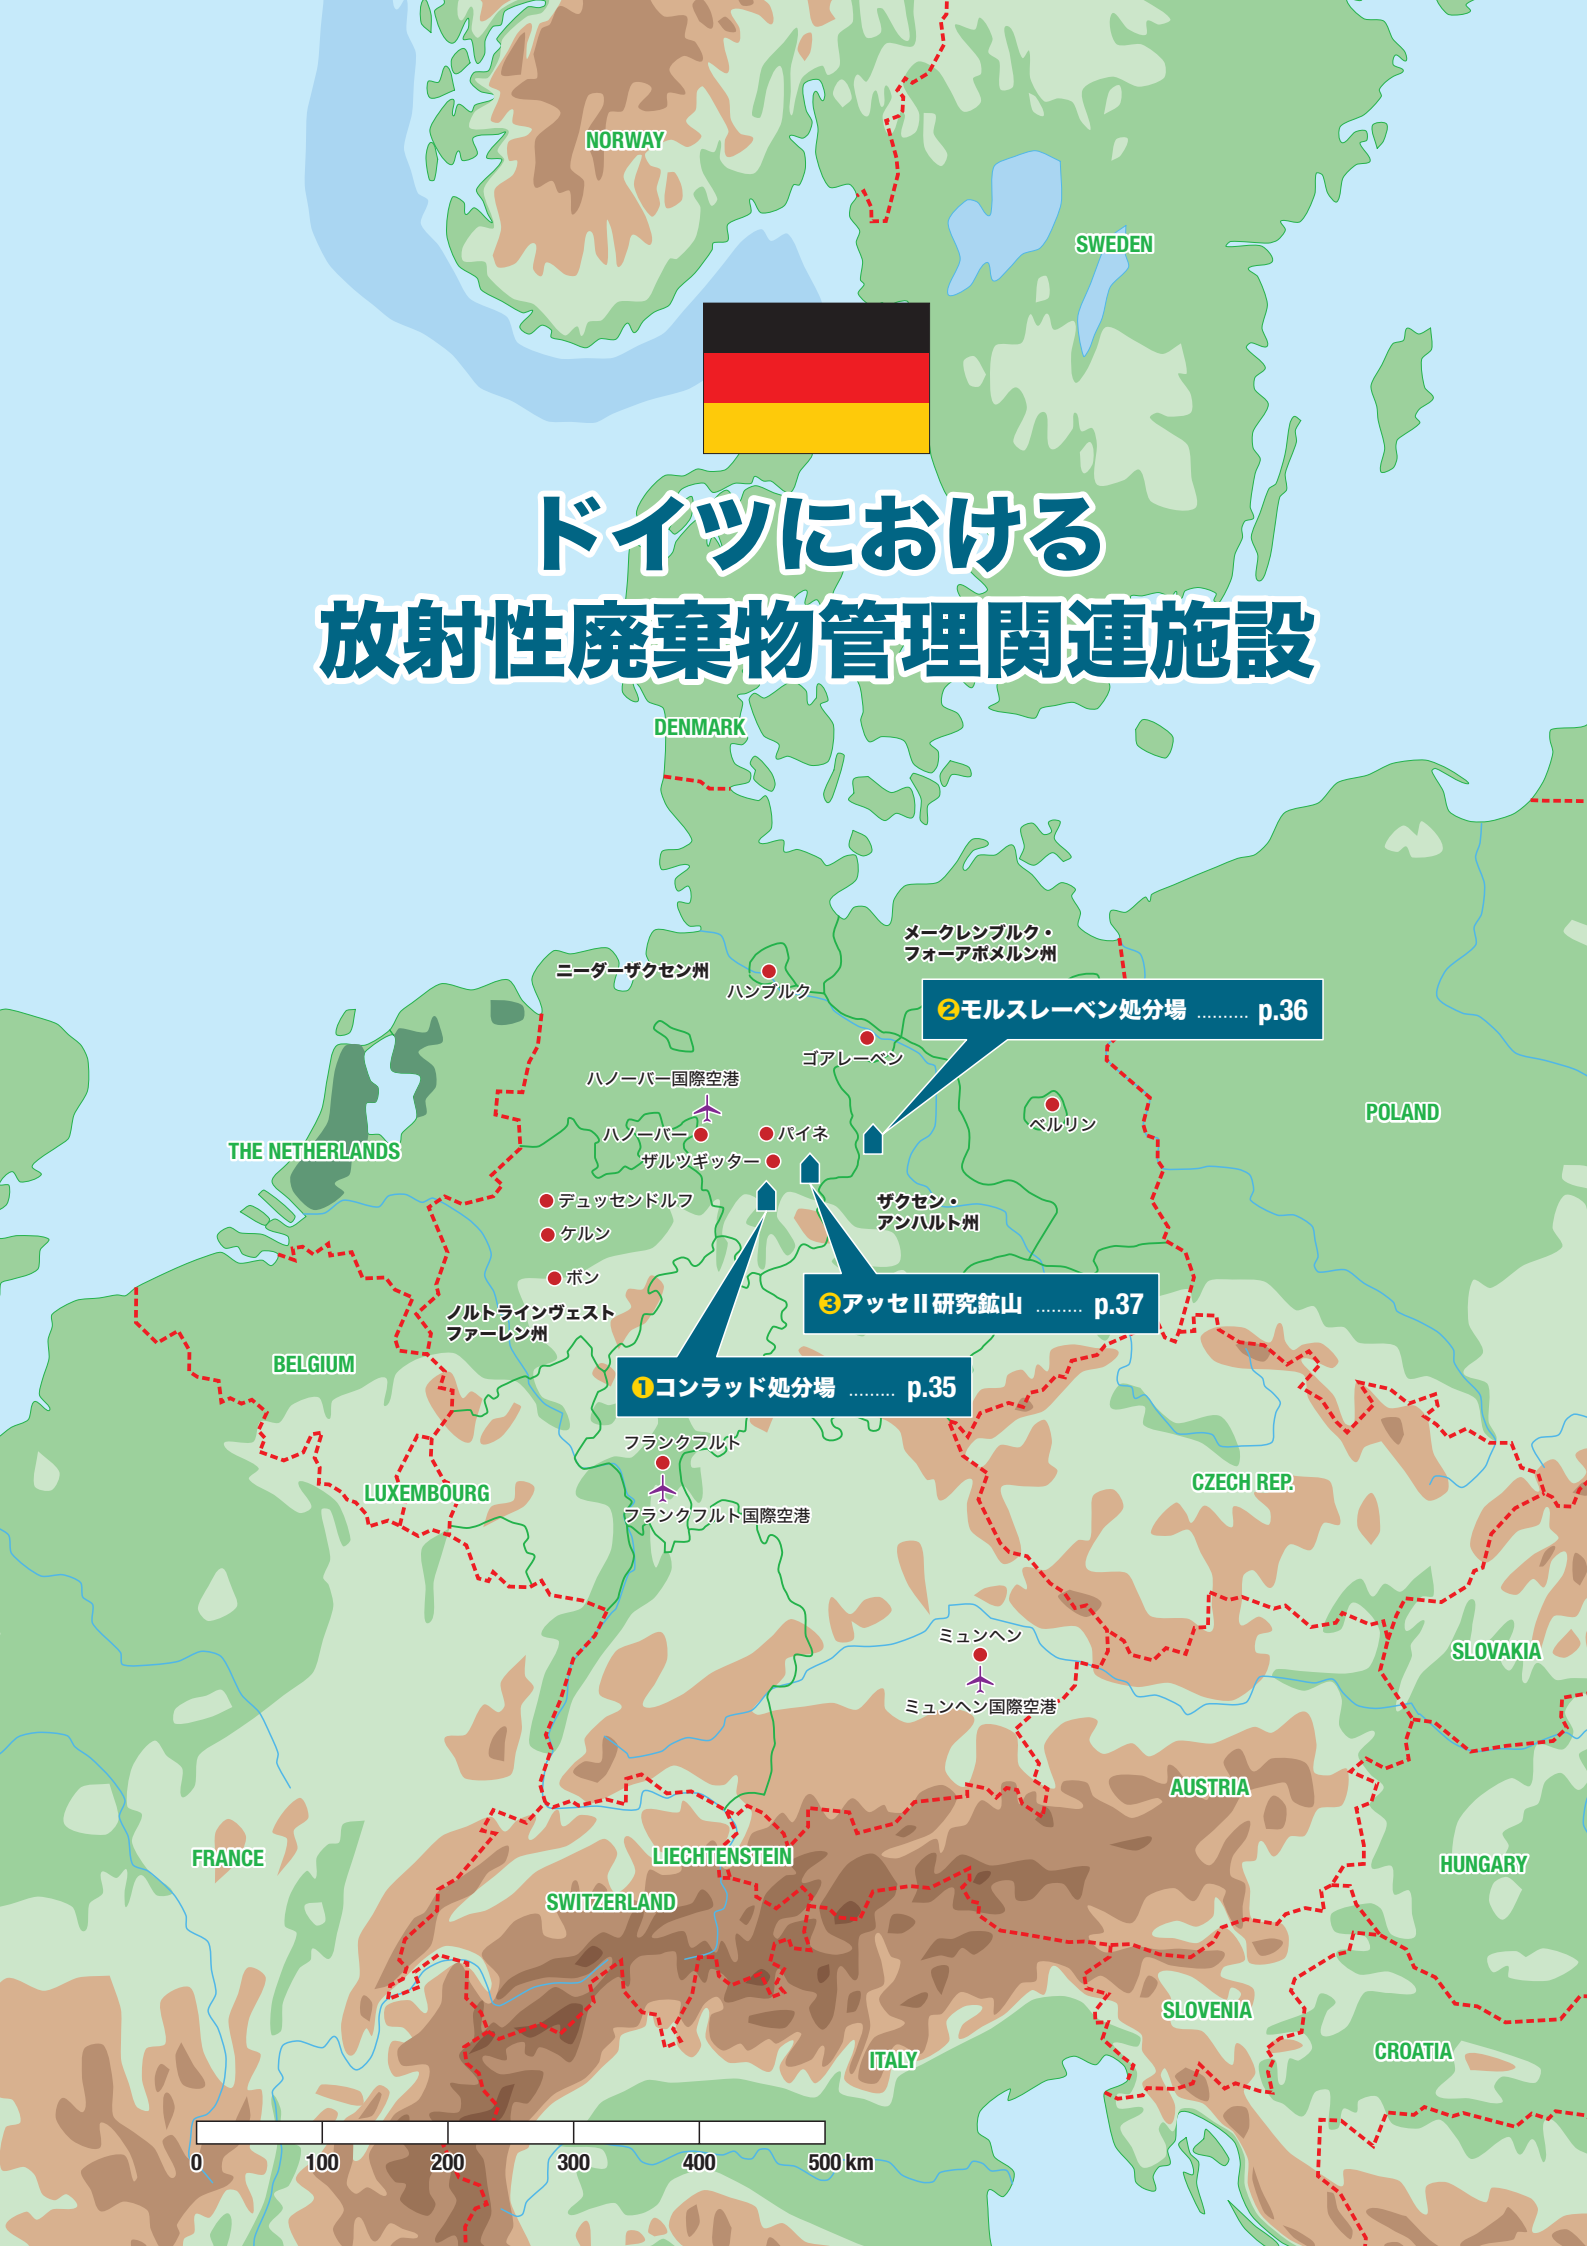 NORWAY
SWEDEN
ドイツにおける
放射性廃棄物管理関連施設
DENMARK
メークレンブルク・
フォーアポメルン州
ニーダーザクセン州
ハンブルク
❷モルスレーベン処分場 .......... p.36
ゴアレーベン
ハノーバー国際空港
ベルリン
POLAND
ハノーバー
パイネ
THE NETHERLANDS
ザルツギッター
デュッセンドルフ
ザクセン・
アンハルト州
ケルン
ボン
ノルトラインヴェスト
ファーレン州
❸アッセⅡ研究鉱山 ......... p.37
BELGIUM
❶コンラッド処分場 ......... p.35
フランクフルト
CZECH REP.
LUXEMBOURG
フランクフルト国際空港
ミュンヘン
SLOVAKIA
ミュンヘン国際空港
AUSTRIA
FRANCE
LIECHTENSTEIN
HUNGARY
SWITZERLAND
SLOVENIA
CROATIA
ITALY
0 100 200 300 400 500 km